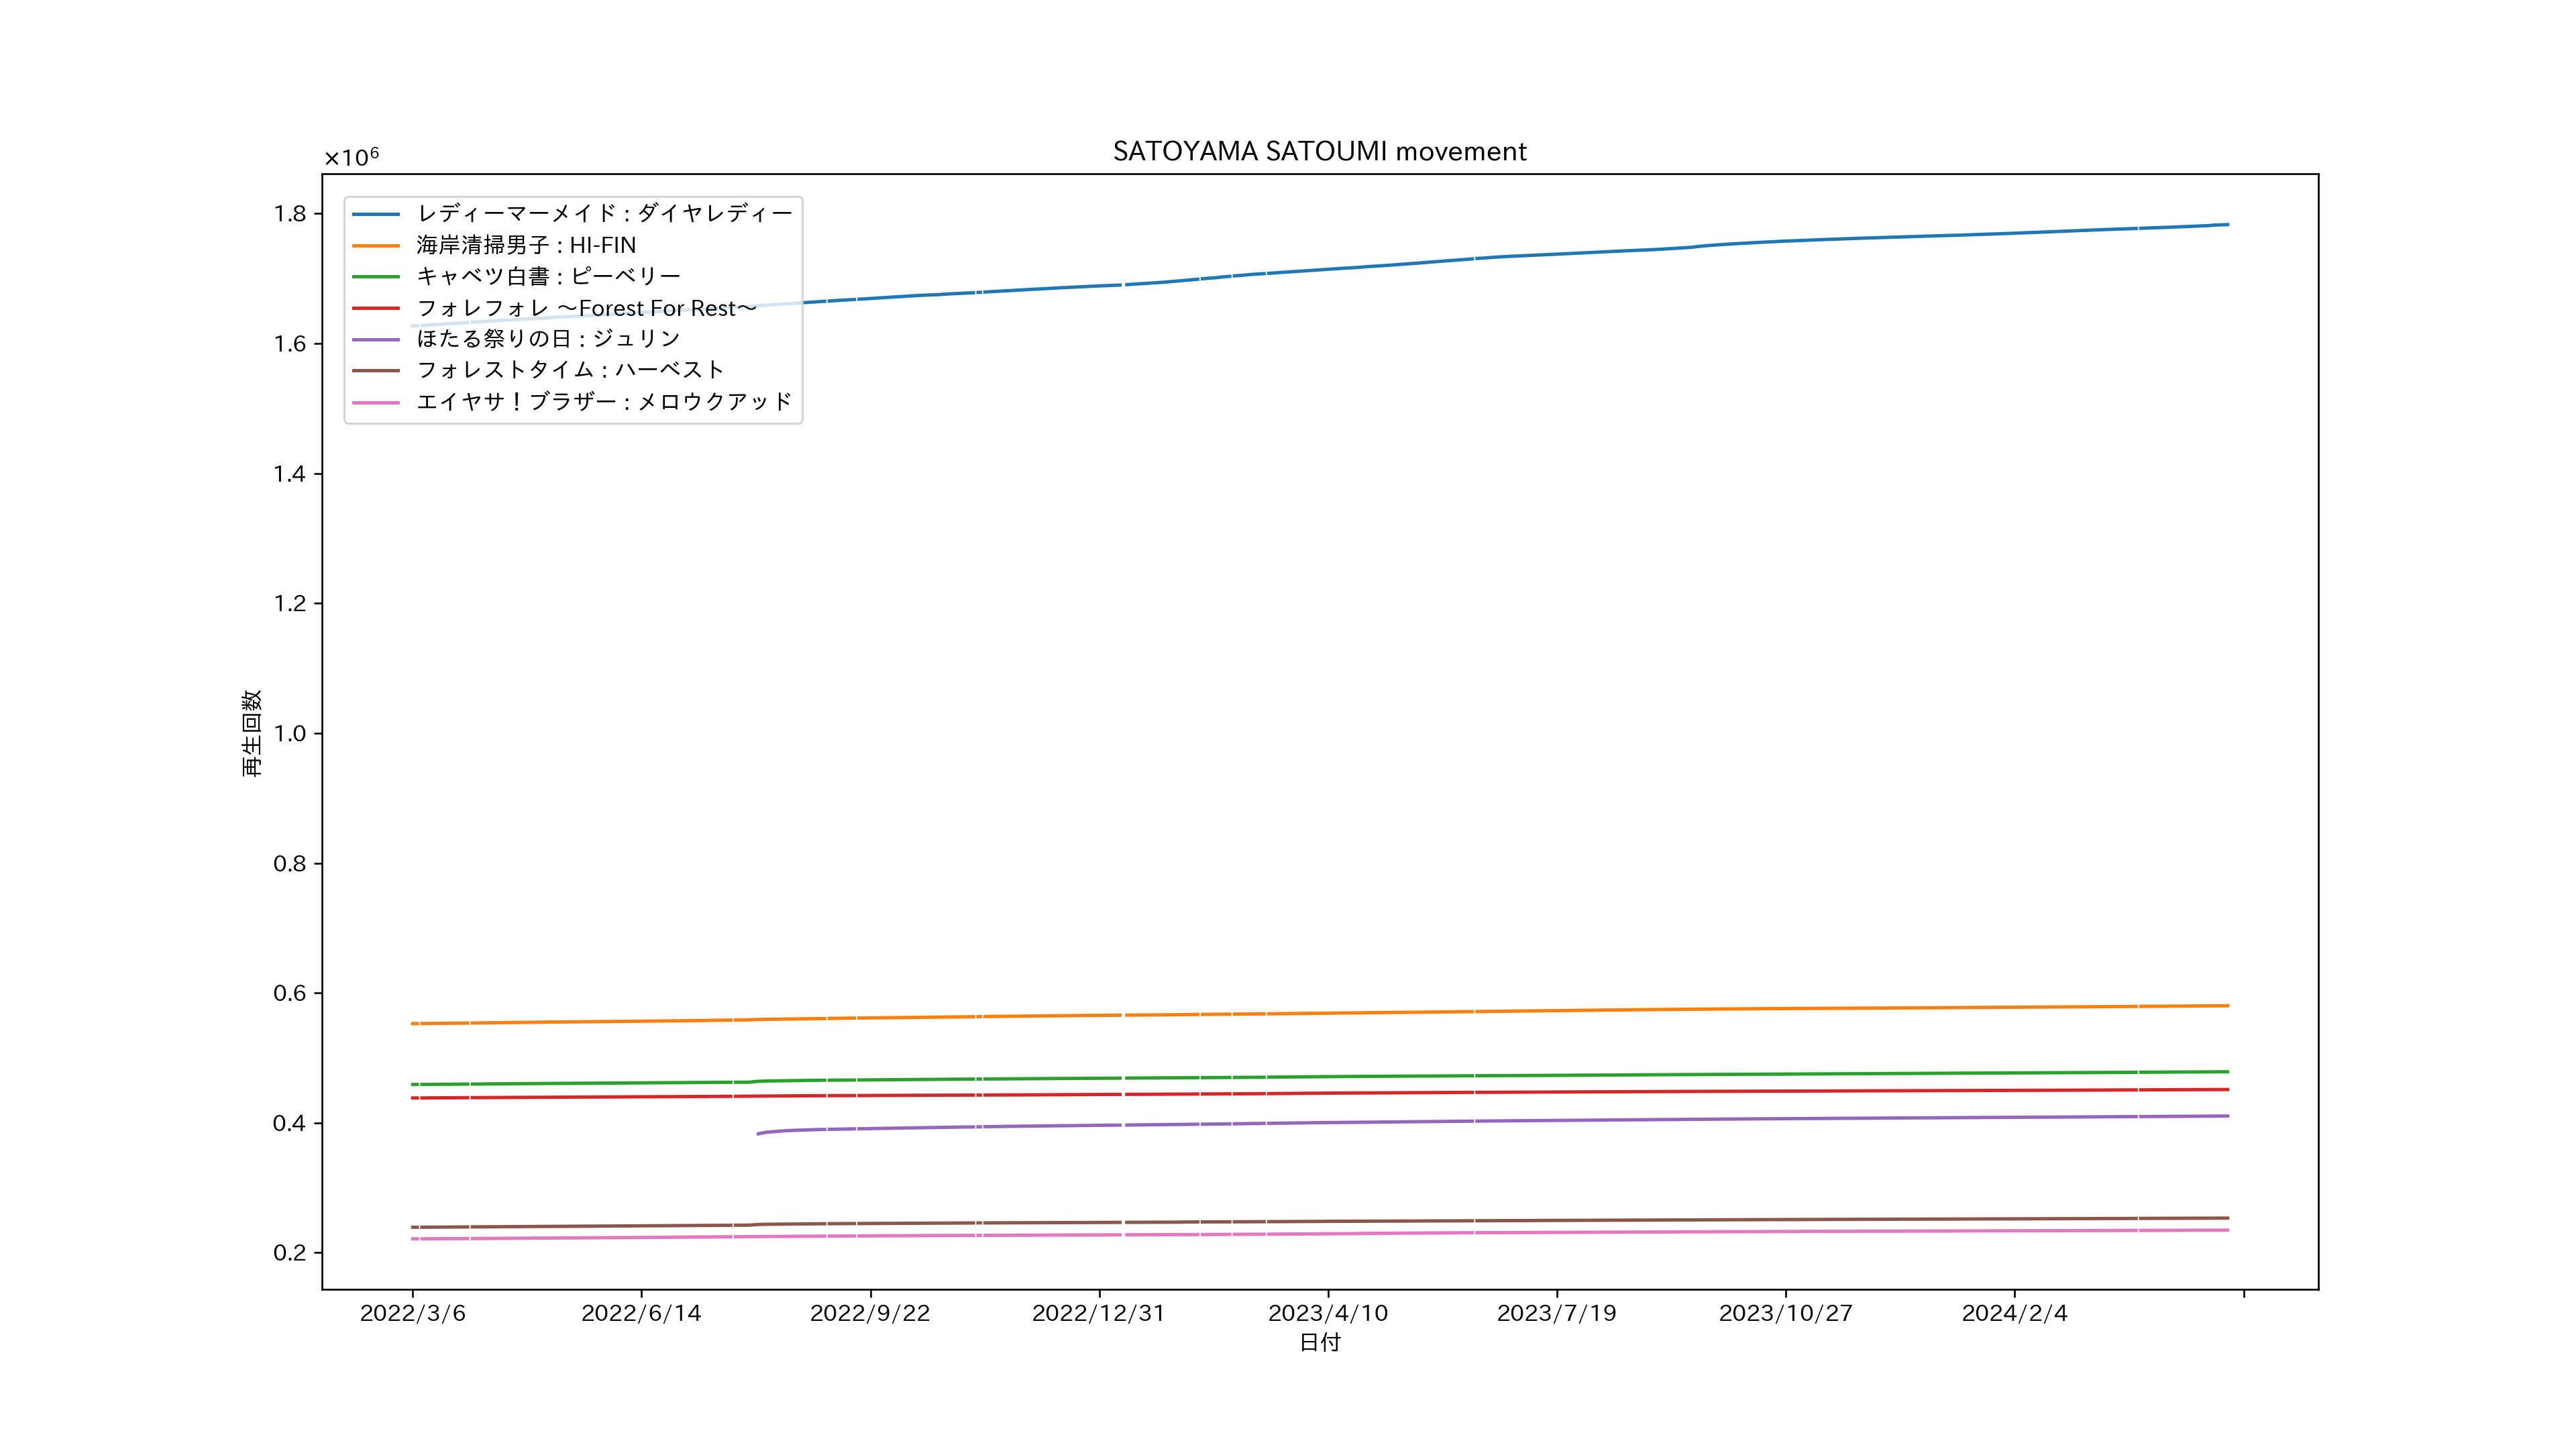 SATOYAMA SATOUMI movement
×10⁶
レディーマーメイド : ダイヤレディー
海岸清掃男子 : HI-FIN
キャベツ白書 : ピーベリー
フォレフォレ ～Forest For Rest～
ほたる祭りの日 : ジュリン
フォレストタイム : ハーベスト
エイヤサ！ブラザー : メロウクアッド
1.8
1.6
1.4
1.2
1.0
0.8
0.6
0.4
0.2
再生回数
2022/3/6 2022/6/14 2022/9/22 2022/12/31 2023/4/10 2023/7/19 2023/10/27 2024/2/4
日付